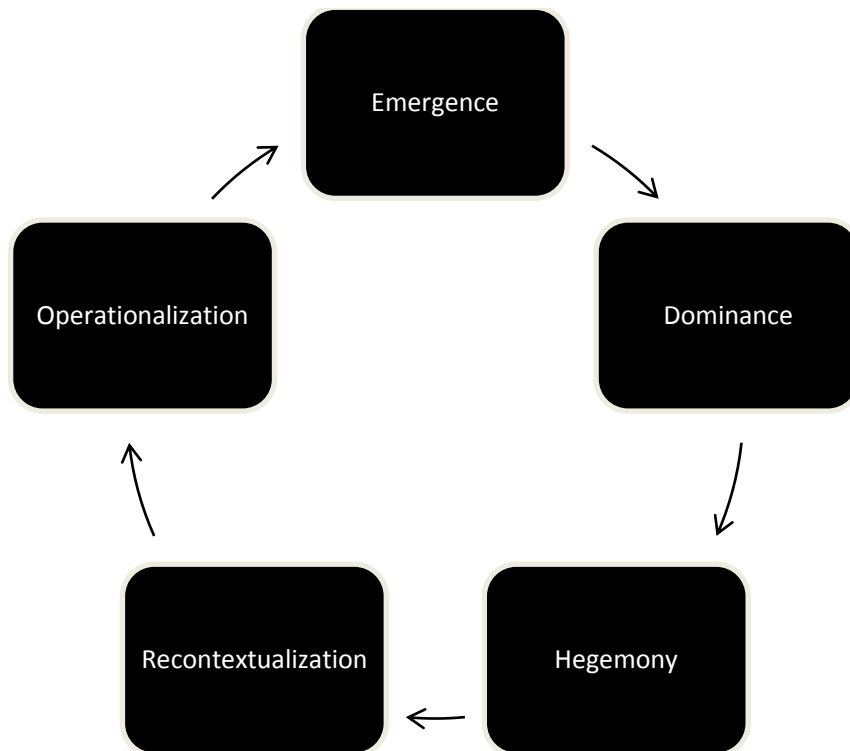 Emergence
Dominance
Hegemony
Recontextualization
Operationalization